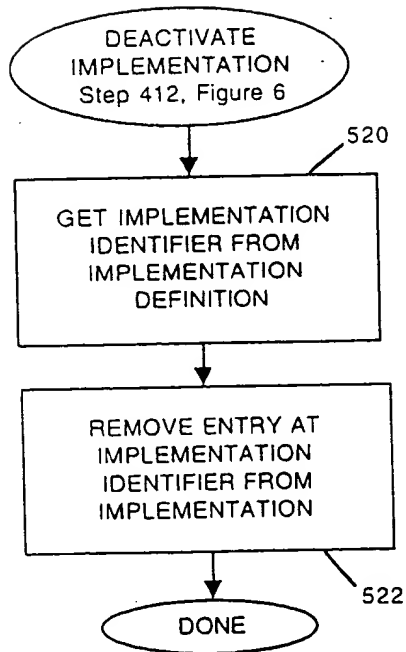 DEACTIVATE
IMPLEMENTATION
Step 412, Figure 6
520
GET IMPLEMENTATION
IDENTIFIER FROM
IMPLEMENTATION
DEFINITION
REMOVE ENTRY AT
IMPLEMENTATION
IDENTIFIER FROM
IMPLEMENTATION
522
DONE